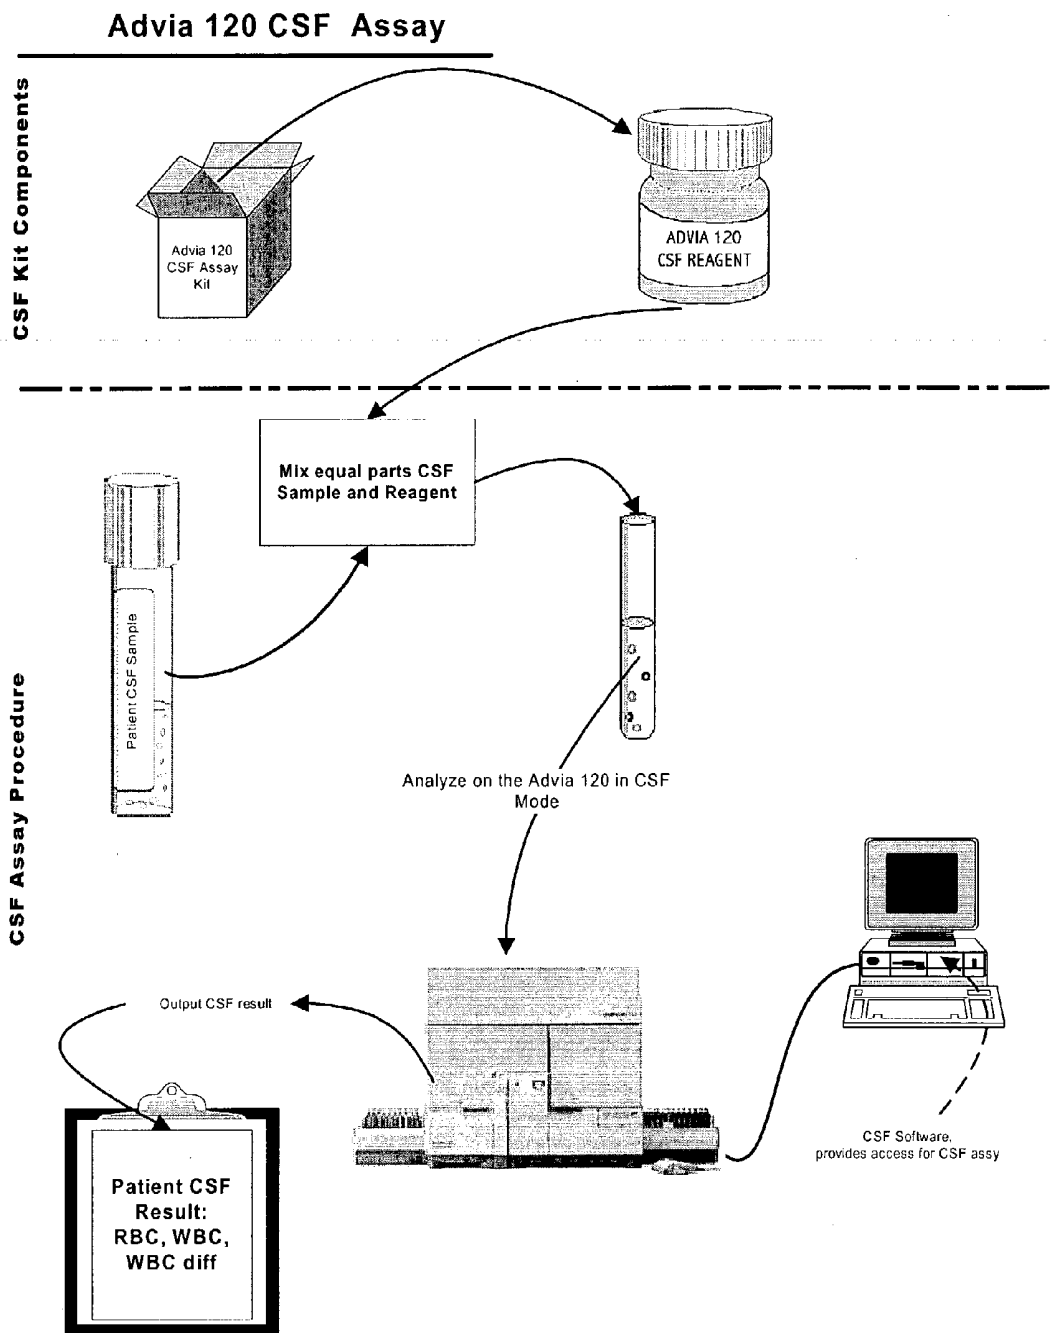 Advia 120 CSF Assay
CSF Kit Components
Advia 120
CSF Assay
Kit
ADVIA 120
CSF REAGENT
Mix equal parts CSF
Sample and Reagent
Patient CSF Sample
CSF Assay Procedure
Analyze on the Advia 120 in CSF
Mode
Output CSF result
CSF Software,
provides access for CSF assy
Patient CSF
Result:
RBC, WBC,
WBC diff